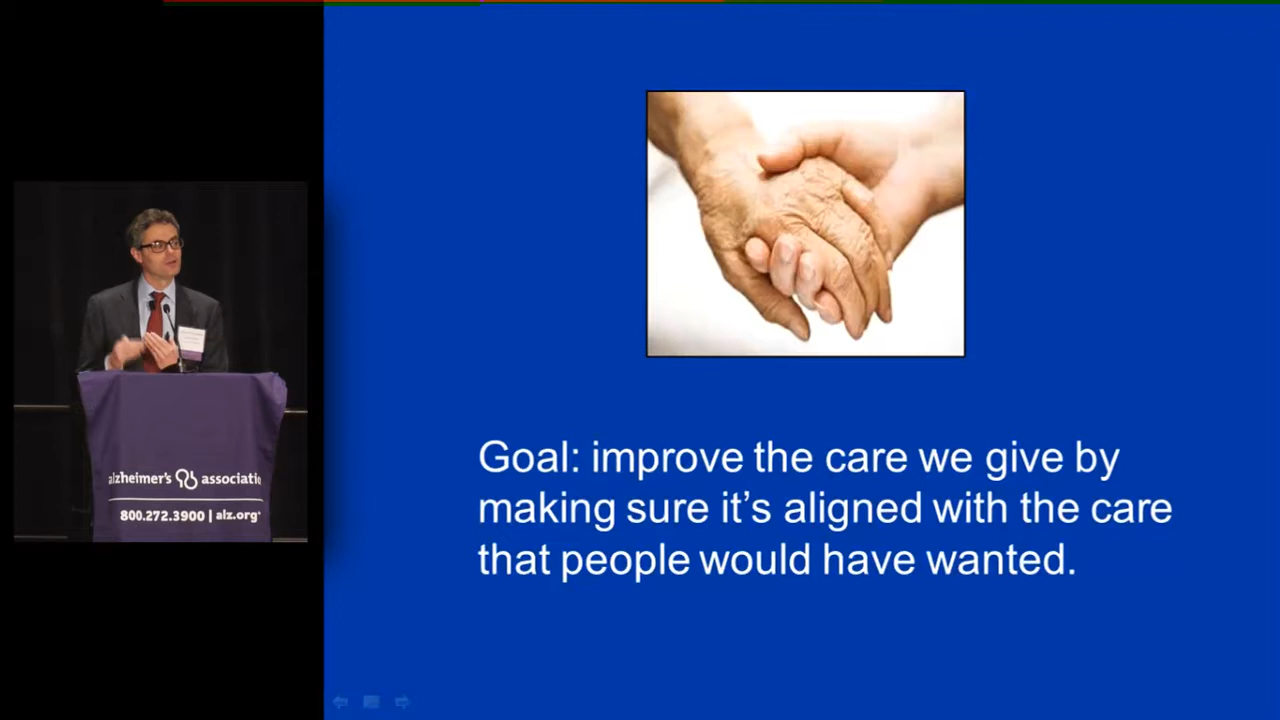 Goal: improve the care we give by
making sure it's aligned with the care
that people would have wanted.
alzheimer's associatio
800.272.3900 | alz.org